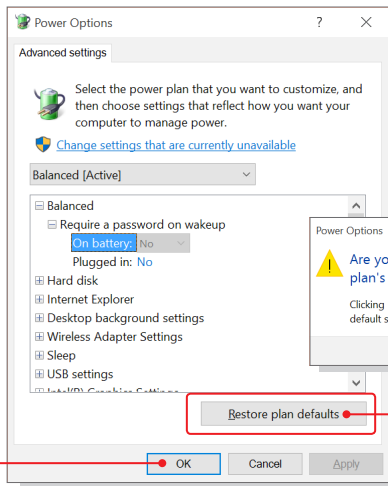 Power Options
?
Advanced settings
Select the power plan that you want to customize, and
then choose settings that reflect how you want your
computer to manage power.
Change settings that are currently unavailable
Balanced [Active]
Balanced
Require a password on wakeup
On battery: No
Plugged in: No
Hard disk
Internet Explorer
Desktop background settings
Wireless Adapter Settings
Sleep
USB settings
Intel(R) Graphics Settings
Power Options
Are yo
plan's
Clicking
default s
Restore plan defaults
OK
Cancel
Apply